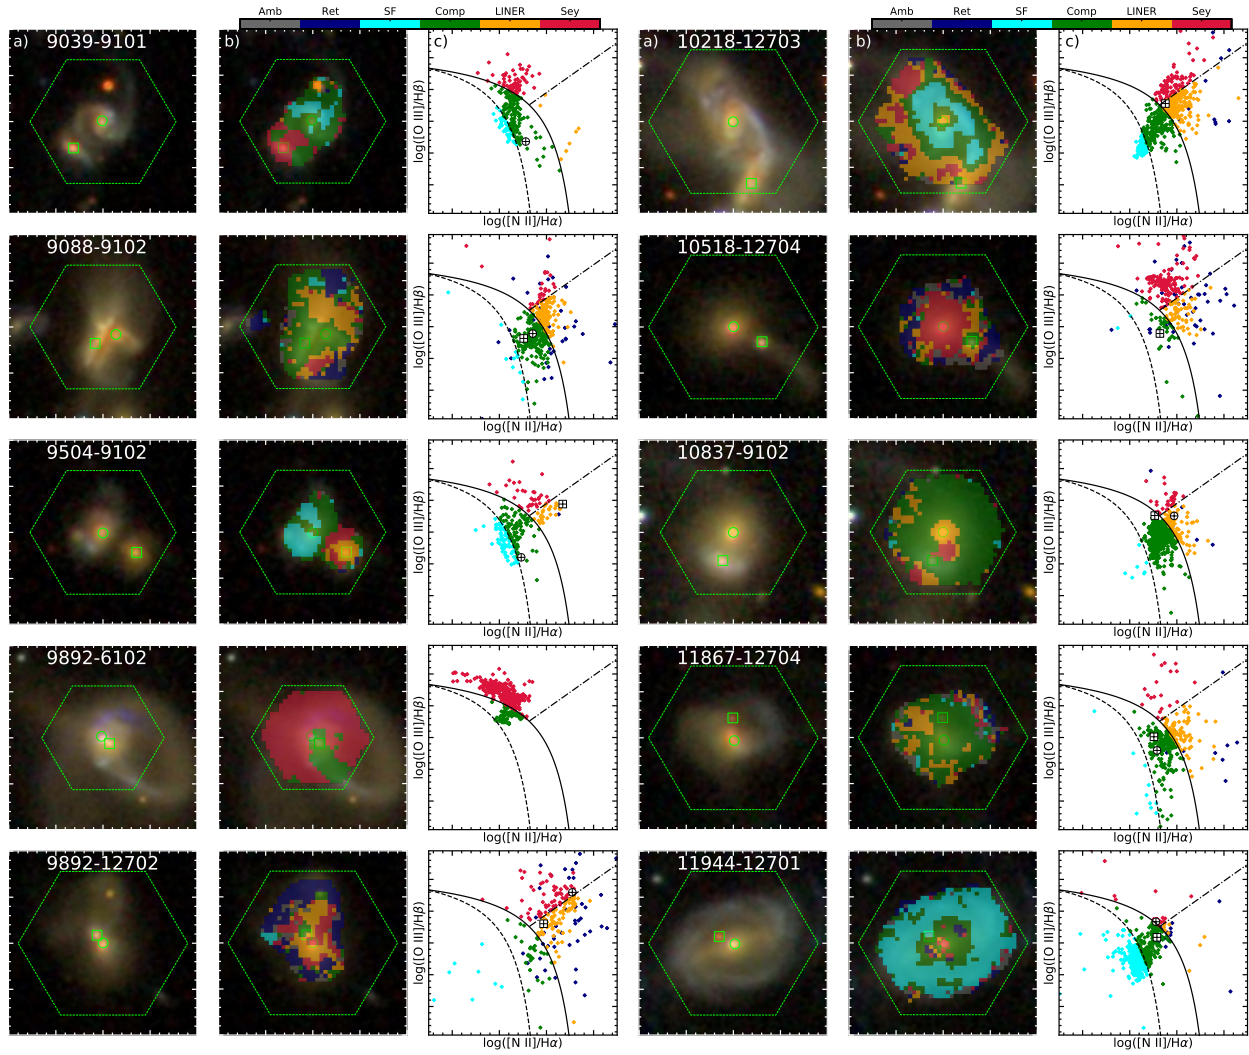 Amb Ret SF Comp LINER Sey
Amb Ret SF Comp LINER Sey
a) 9039-9101 b) c)
log([O III]/Hβ)
log([N II]/Hα)
a) 10218-12703 b) c)
log([O III]/Hβ)
log([N II]/Hα)
9088-9102
log([O III]/Hβ)
log([N II]/Hα)
10518-12704
log([O III]/Hβ)
log([N II]/Hα)
9504-9102
log([O III]/Hβ)
log([N II]/Hα)
10837-9102
log([O III]/Hβ)
log([N II]/Hα)
9892-6102
log([O III]/Hβ)
log([N II]/Hα)
11867-12704
log([O III]/Hβ)
log([N II]/Hα)
9892-12702
log([O III]/Hβ)
log([N II]/Hα)
11944-12701
log([O III]/Hβ)
log([N II]/Hα)